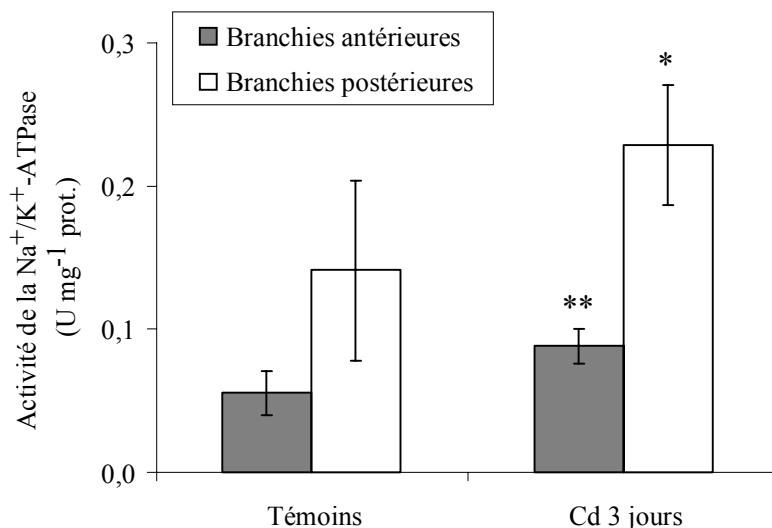 Branchies antérieures
Branchies postérieures
Activité de la Na⁺/K⁺-ATPase
(U mg⁻¹ prot.)
0,3
0,2
0,1
0,0
*
**
Témoins
Cd 3 jours